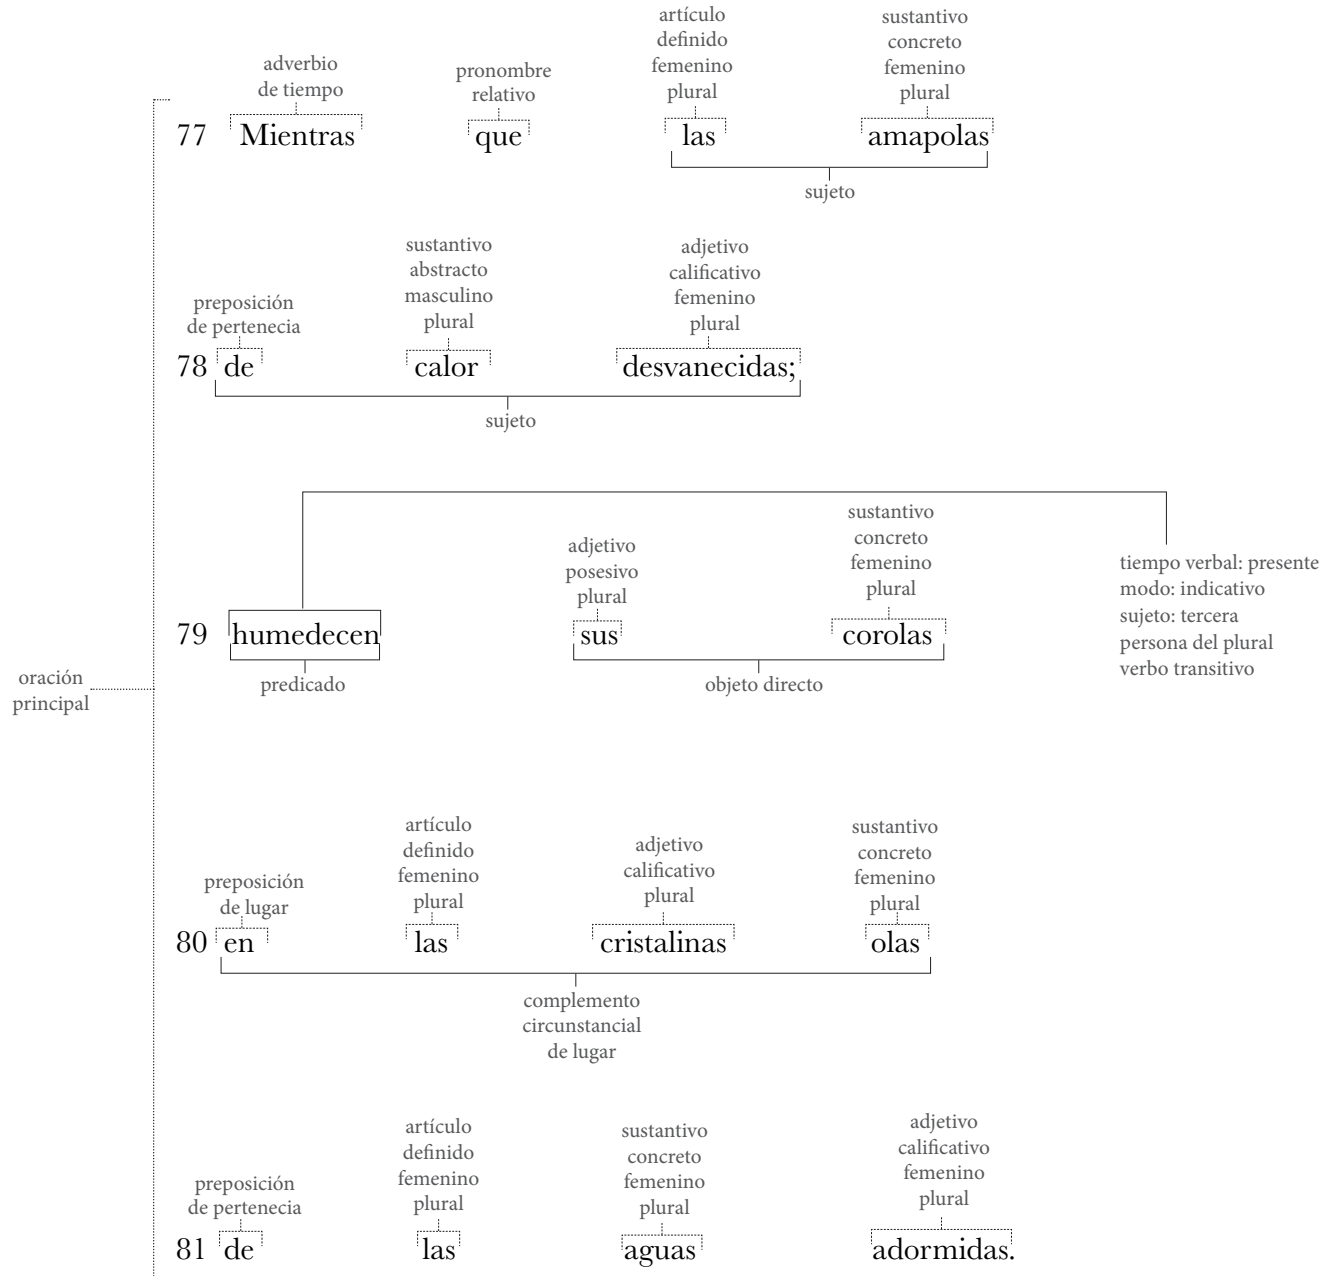 artículo
definido
femenino
plural
sustantivo
concreto
femenino
plural
adverbio
de tiempo
pronombre
relativo
77 Mientras que las amapolas
sujeto
sustantivo
abstracto
masculino
plural
adjetivo
calificativo
femenino
plural
preposición
de pertenecia
78 de calor desvanecidas;
sujeto
sustantivo
concreto
femenino
plural
adjetivo
posesivo
plural
tiempo verbal: presente
modo: indicativo
sujeto: tercera
persona del plural
verbo transitivo
79 humedecen sus corolas
predicado
objeto directo
oración
principal
artículo
definido
femenino
plural
adjetivo
calificativo
plural
sustantivo
concreto
femenino
plural
preposición
de lugar
80 en las cristalinas olas
complemento
circunstancial
de lugar
artículo
definido
femenino
plural
sustantivo
concreto
femenino
plural
adjetivo
calificativo
femenino
plural
preposición
de pertenecia
81 de las aguas adormidas.